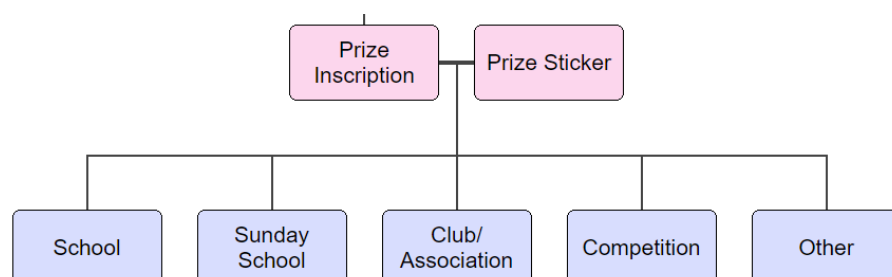 Prize
Inscription
Prize Sticker
School
Sunday
School
Club/
Association
Competition
Other